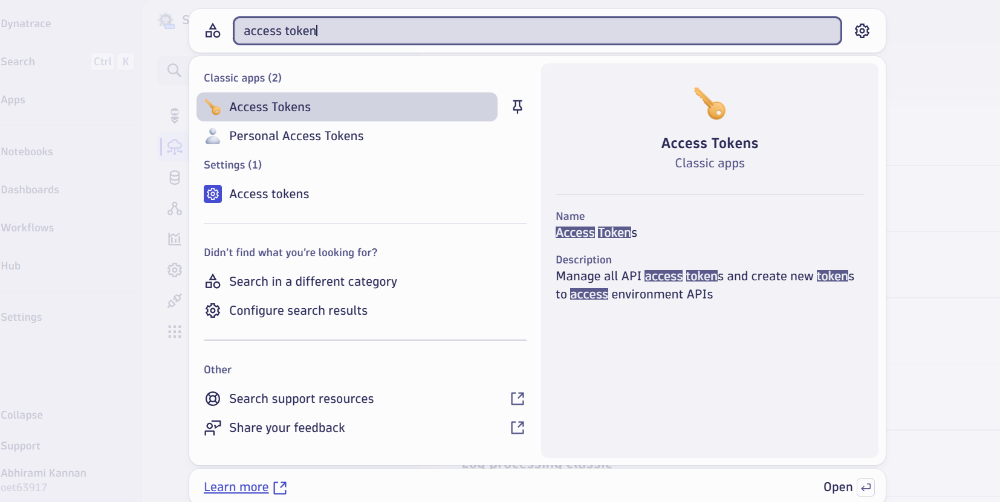 Dynatrace
Search Ctrl K
Apps
Notebooks
Dashboards
Workflows
Hub
Settings
Collapse
Support
Abhirami Kannan
oet63917
S
access token
Classic apps (2)
Access Tokens
Personal Access Tokens
Settings (1)
Access tokens
Didn't find what you're looking for?
Search in a different category
Configure search results
Other
Search support resources
Share your feedback
Access Tokens
Classic apps
Name
Access Tokens
Description
Manage all API access tokens and create new tokens
to access environment APIs
Log processing classic
Learn more
Open